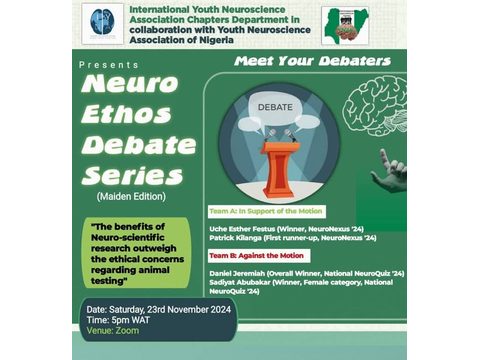 International Youth Neuroscience
Association Chapters Department in
collaboration with Youth Neuroscience
Association of Nigeria
Presents
Neuro
Ethos
Debate
Series
(Maiden Edition)
"The benefits of
Neuro-scientific
research outweigh
the ethical concerns
regarding animal
testing"
Date: Saturday, 23rd November 2024
Time: 5pm WAT
Venue: Zoom
Meet Your Debaters
DEBATE
Team A: In Support of the Motion
Uche Esther Festus (Winner, NeuroNexus '24)
Patrick Kilanga (First runner-up, NeuroNexus '24)
Team B: Against the Motion
Daniel Jeremiah (Overall Winner, National NeuroQuiz '24)
Sadiyat Abubakar (Winner, Female category, National
NeuroQuiz '24)